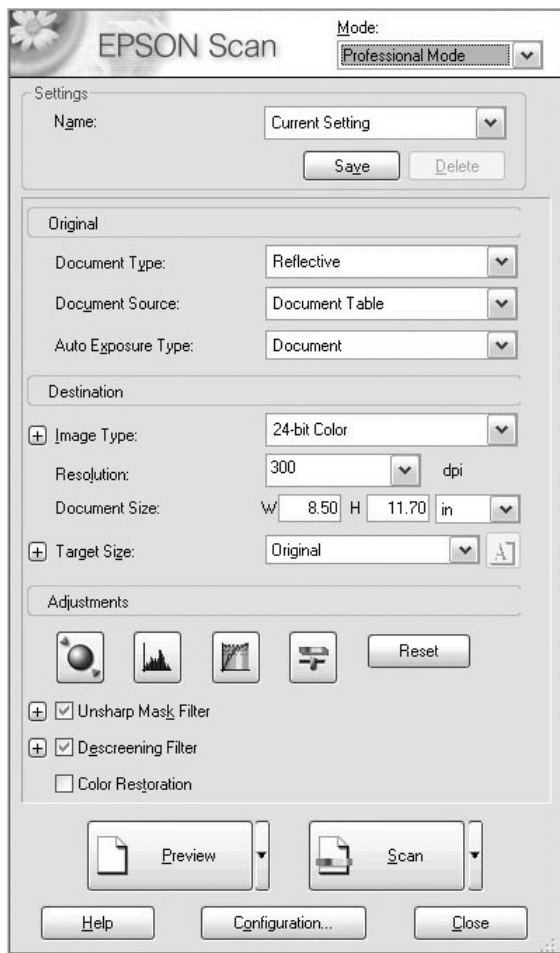 EPSON Scan
Mode:
Professional Mode
Settings
Name:
Current Setting
Save
Delete
Original
Document Type:
Reflective
Document Source:
Document Table
Auto Exposure Type:
Document
Destination
Image Type:
24-bit Color
Resolution:
300
dpi
Document Size:
W 8.50 H 11.70 in
Target Size:
Original
A
Adjustments
Reset
Unsharp Mask Filter
Descreening Filter
Color Restoration
Preview
Scan
Help
Configuration...
Close